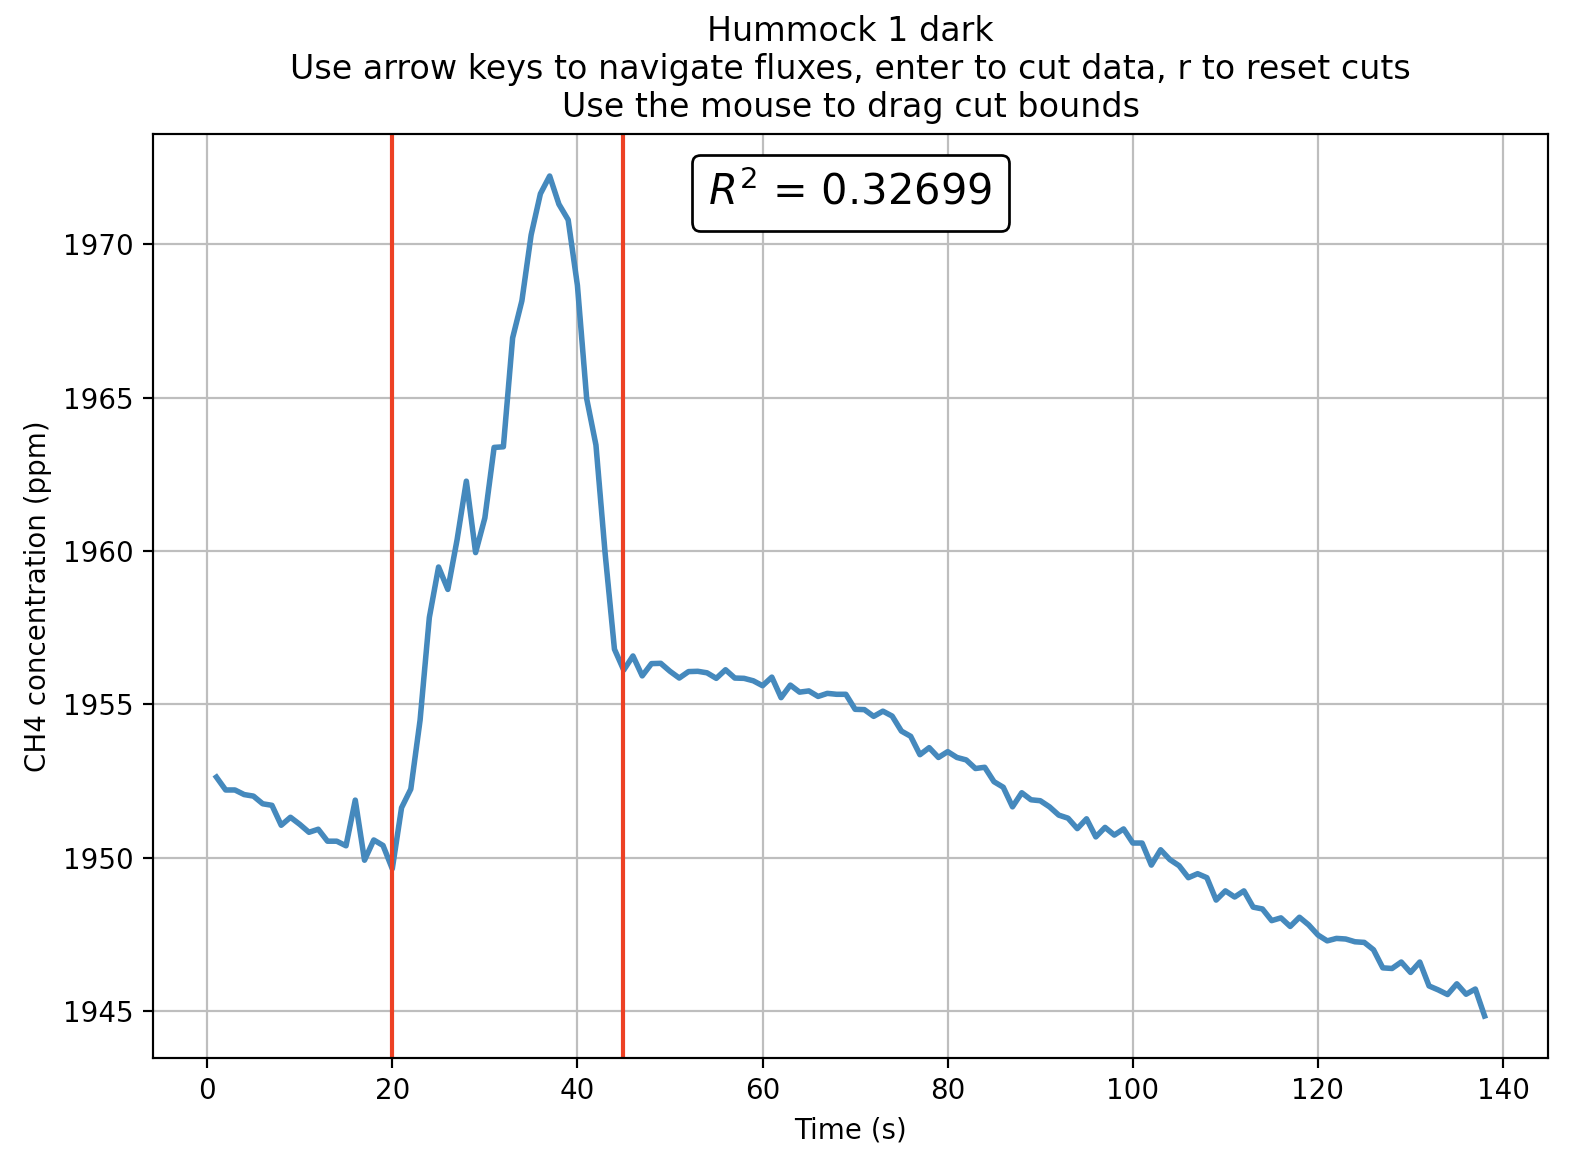 Hummock 1 dark
Use arrow keys to navigate fluxes, enter to cut data, r to reset cuts
Use the mouse to drag cut bounds
R² = 0.32699
CH4 concentration (ppm)
1970
1965
1960
1955
1950
1945
0 20 40 60 80 100 120 140
Time (s)